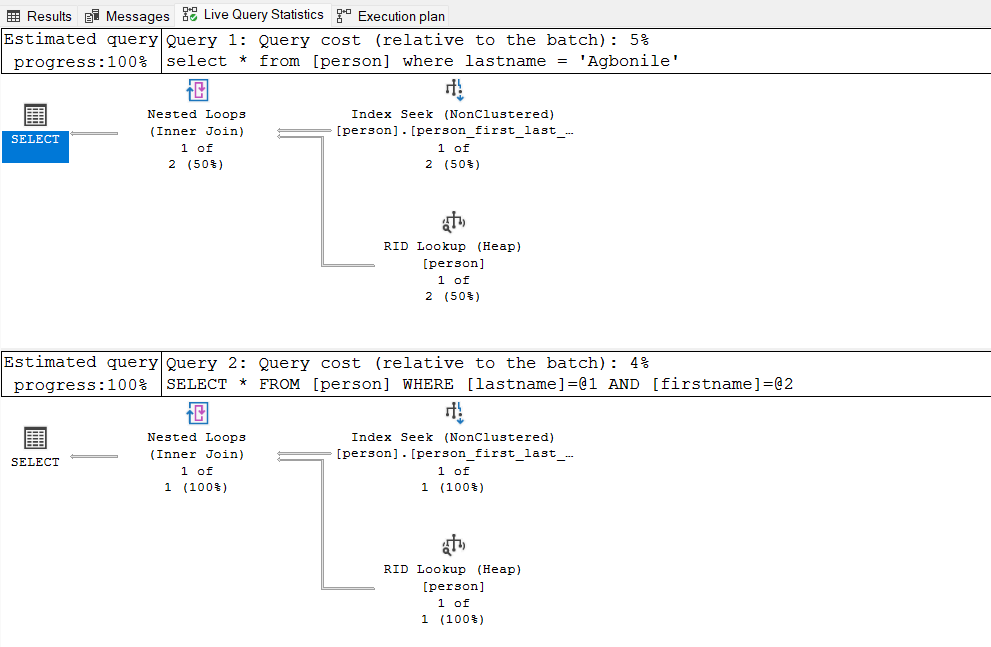 Results Messages Live Query Statistics Execution plan
Estimated query progress:100%
Query 1: Query cost (relative to the batch): 5%
select * from [person] where lastname = 'Agbonile'
SELECT
Nested Loops
(Inner Join)
1 of
2 (50%)
Index Seek (NonClustered)
[person].[person_first_last_…
1 of
2 (50%)
RID Lookup (Heap)
[person]
1 of
2 (50%)
Estimated query progress:100%
Query 2: Query cost (relative to the batch): 4%
SELECT * FROM [person] WHERE [lastname]=@1 AND [firstname]=@2
SELECT
Nested Loops
(Inner Join)
1 of
1 (100%)
Index Seek (NonClustered)
[person].[person_first_last_…
1 of
1 (100%)
RID Lookup (Heap)
[person]
1 of
1 (100%)